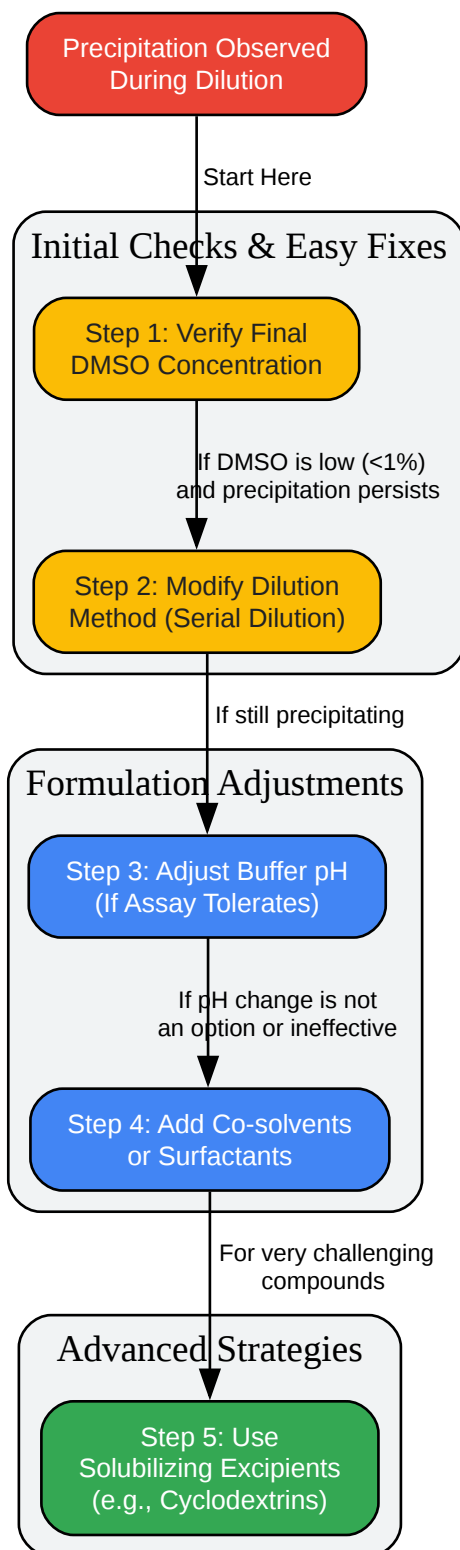 Precipitation Observed
During Dilution
Start Here
Initial Checks & Easy Fixes
Step 1: Verify Final
DMSO Concentration
If DMSO is low (<1%)
and precipitation persists
Step 2: Modify Dilution
Method (Serial Dilution)
If still precipitating
Formulation Adjustments
Step 3: Adjust Buffer pH
(If Assay Tolerates)
If pH change is not
an option or ineffective
Step 4: Add Co-solvents
or Surfactants
For very challenging
compounds
Advanced Strategies
Step 5: Use
Solubilizing Excipients
(e.g., Cyclodextrins)